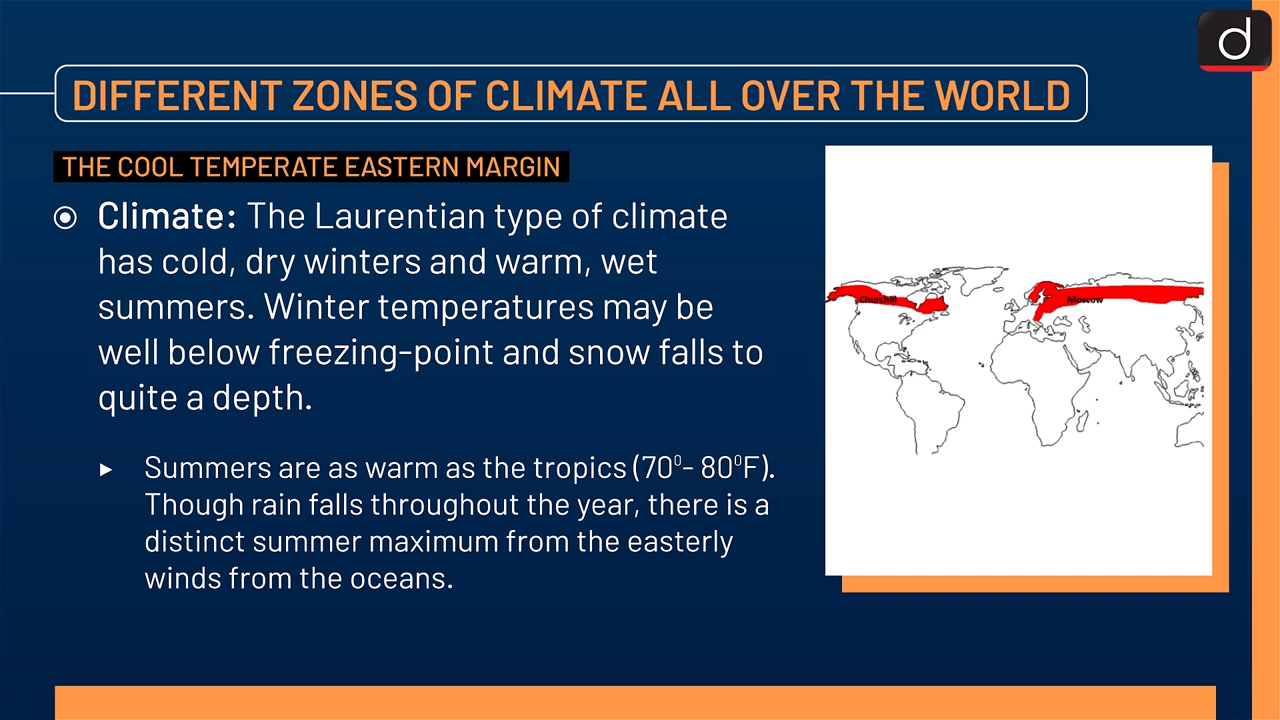 d
DIFFERENT ZONES OF CLIMATE ALL OVER THE WORLD
THE COOL TEMPERATE EASTERN MARGIN
Climate: The Laurentian type of climate
has cold, dry winters and warm, wet
summers. Winter temperatures may be
well below freezing-point and snow falls to
quite a depth.
Summers are as warm as the tropics (70⁰- 80⁰F).
Though rain falls throughout the year, there is a
distinct summer maximum from the easterly
winds from the oceans.
Churchill
Moscow